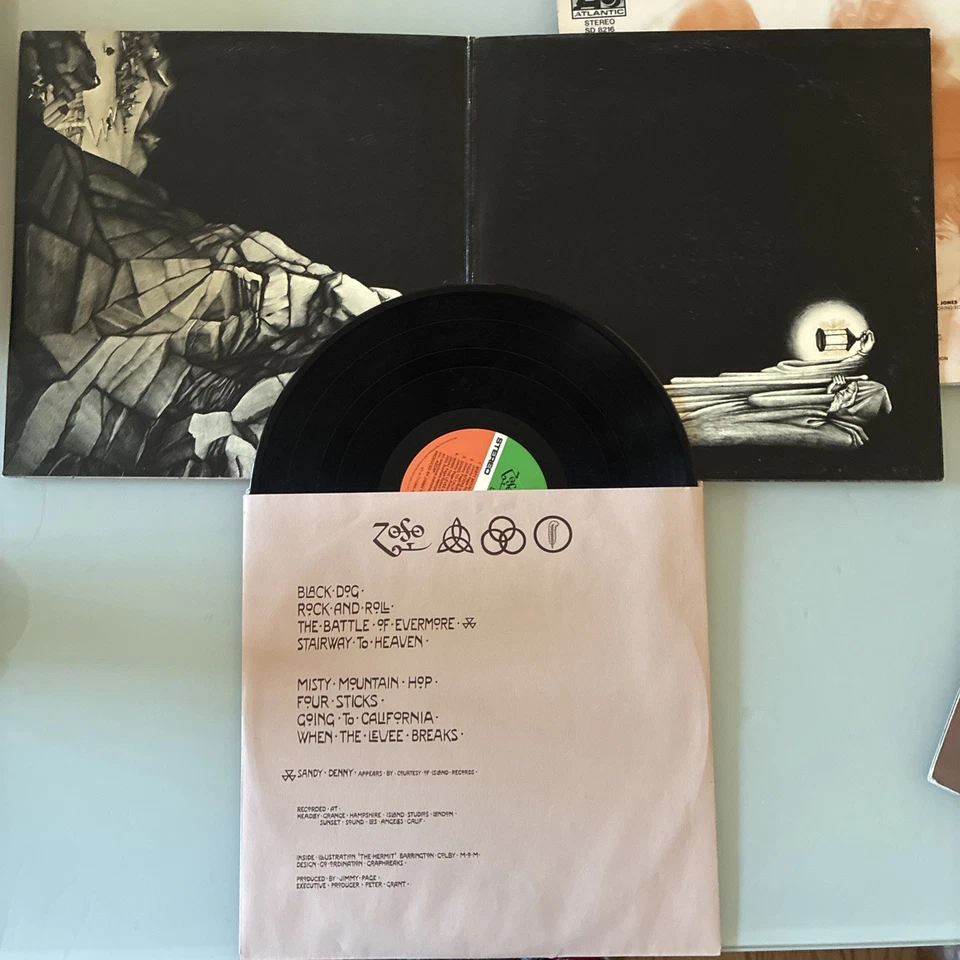 ATLANTIC
STEREO
SD 8216
JONES
STEREO
ZoSo
BLACK · DOG ·
ROCK · AND · ROLL ·
THE · BATTLE · OF · EVERMORE ·
STAIRWAY · TO · HEAVEN ·
MISTY · MOUNTAIN · HOP ·
FOUR · STICKS ·
GOING · TO · CALIFORNIA ·
WHEN · THE · LEVEE · BREAKS ·
SANDY · DENNY · APPEARS · BY · COURTESY · OF · ISLAND · RECORDS ·
RECORDED · AT ·
HEADLEY · GRANGE · HAMPSHIRE · ISLAND · STUDIOS · LONDON ·
SUNSET · SOUND · LOS · ANGELES · CALIF ·
INSIDE · ILLUSTRATION 'THE · HERMIT' BARRINGTON · COLBY · M·O·M ·
DESIGN · CO-ORDINATION · GRAPHREAKS ·
PRODUCED · BY · JIMMY · PAGE ·
EXECUTIVE · PRODUCER · PETER · GRANT ·